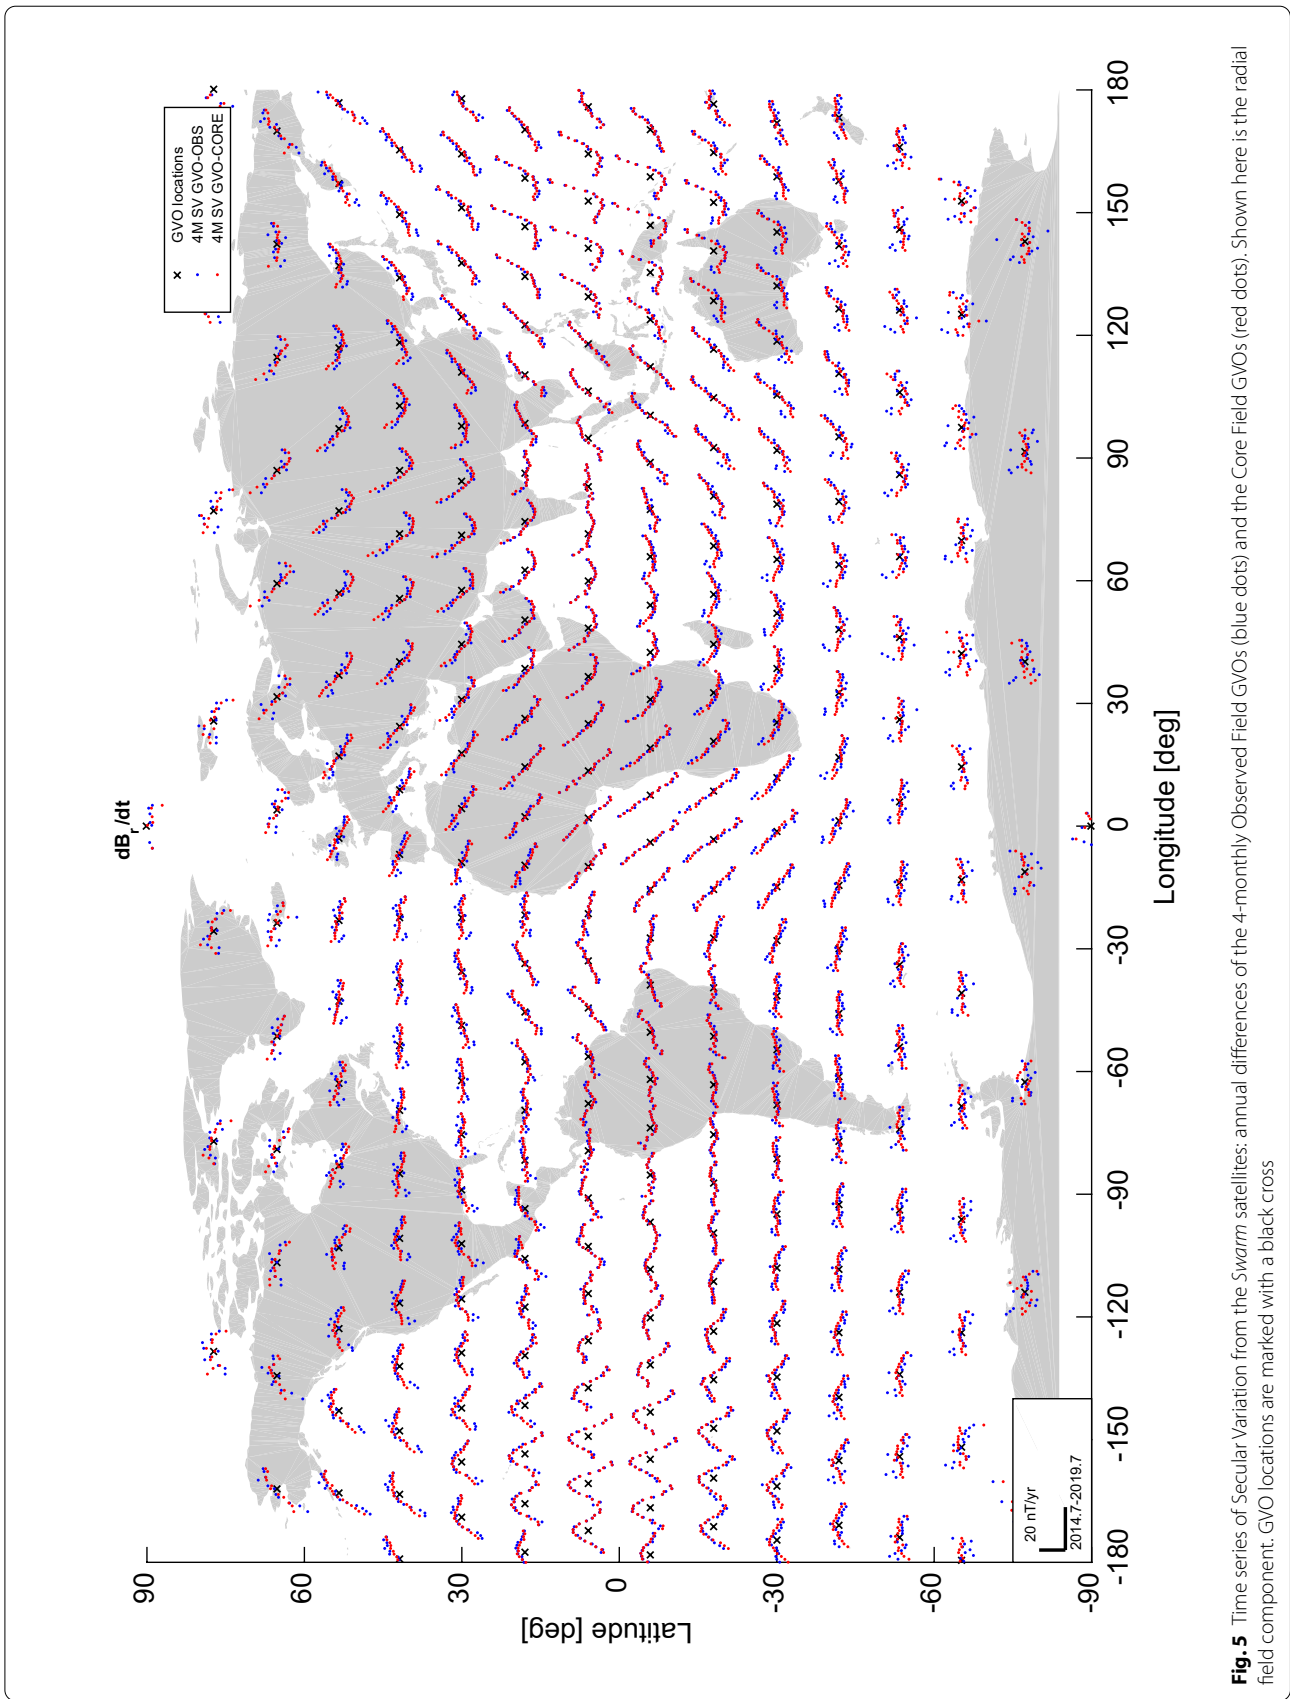 dBr/dt
× GVO locations
4M SV GVO-OBS
4M SV GVO-CORE
Latitude [deg]
90
60
30
0
-30
-60
-90
20 nT/yr
2014.7-2019.7
-180
-150
-120
-90
-60
-30
0
30
60
90
120
150
180
Longitude [deg]
Fig. 5 Time series of Secular Variation from the Swarm satellites: annual differences of the 4-monthly Observed Field GVOs (blue dots) and the Core Field GVOs (red dots). Shown here is the radial
field component. GVO locations are marked with a black cross